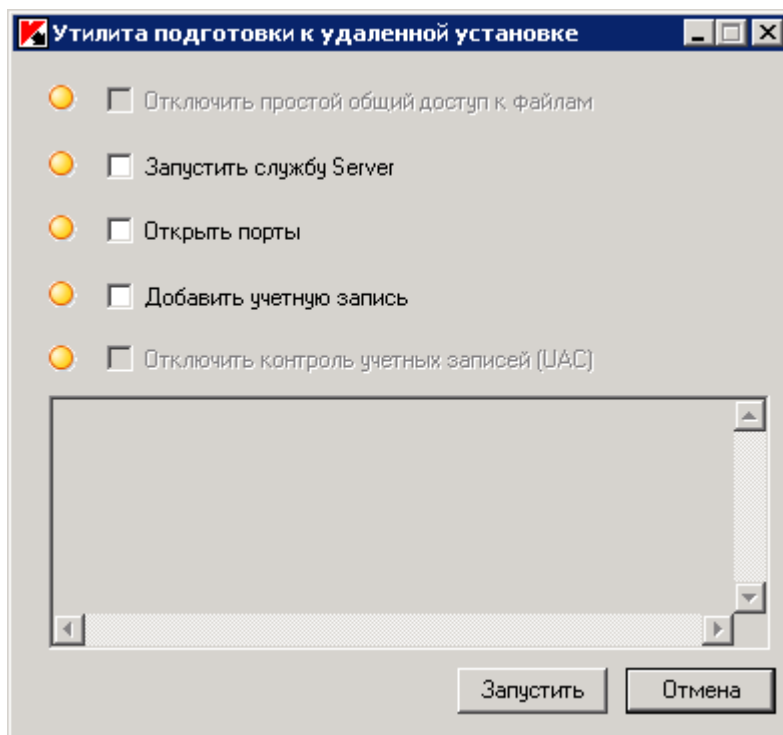 Утилита подготовки к удаленной установке
Отключить простой общий доступ к файлам
Запустить службу Server
Открыть порты
Добавить учетную запись
Отключить контроль учетных записей (UAC)
Запустить
Отмена